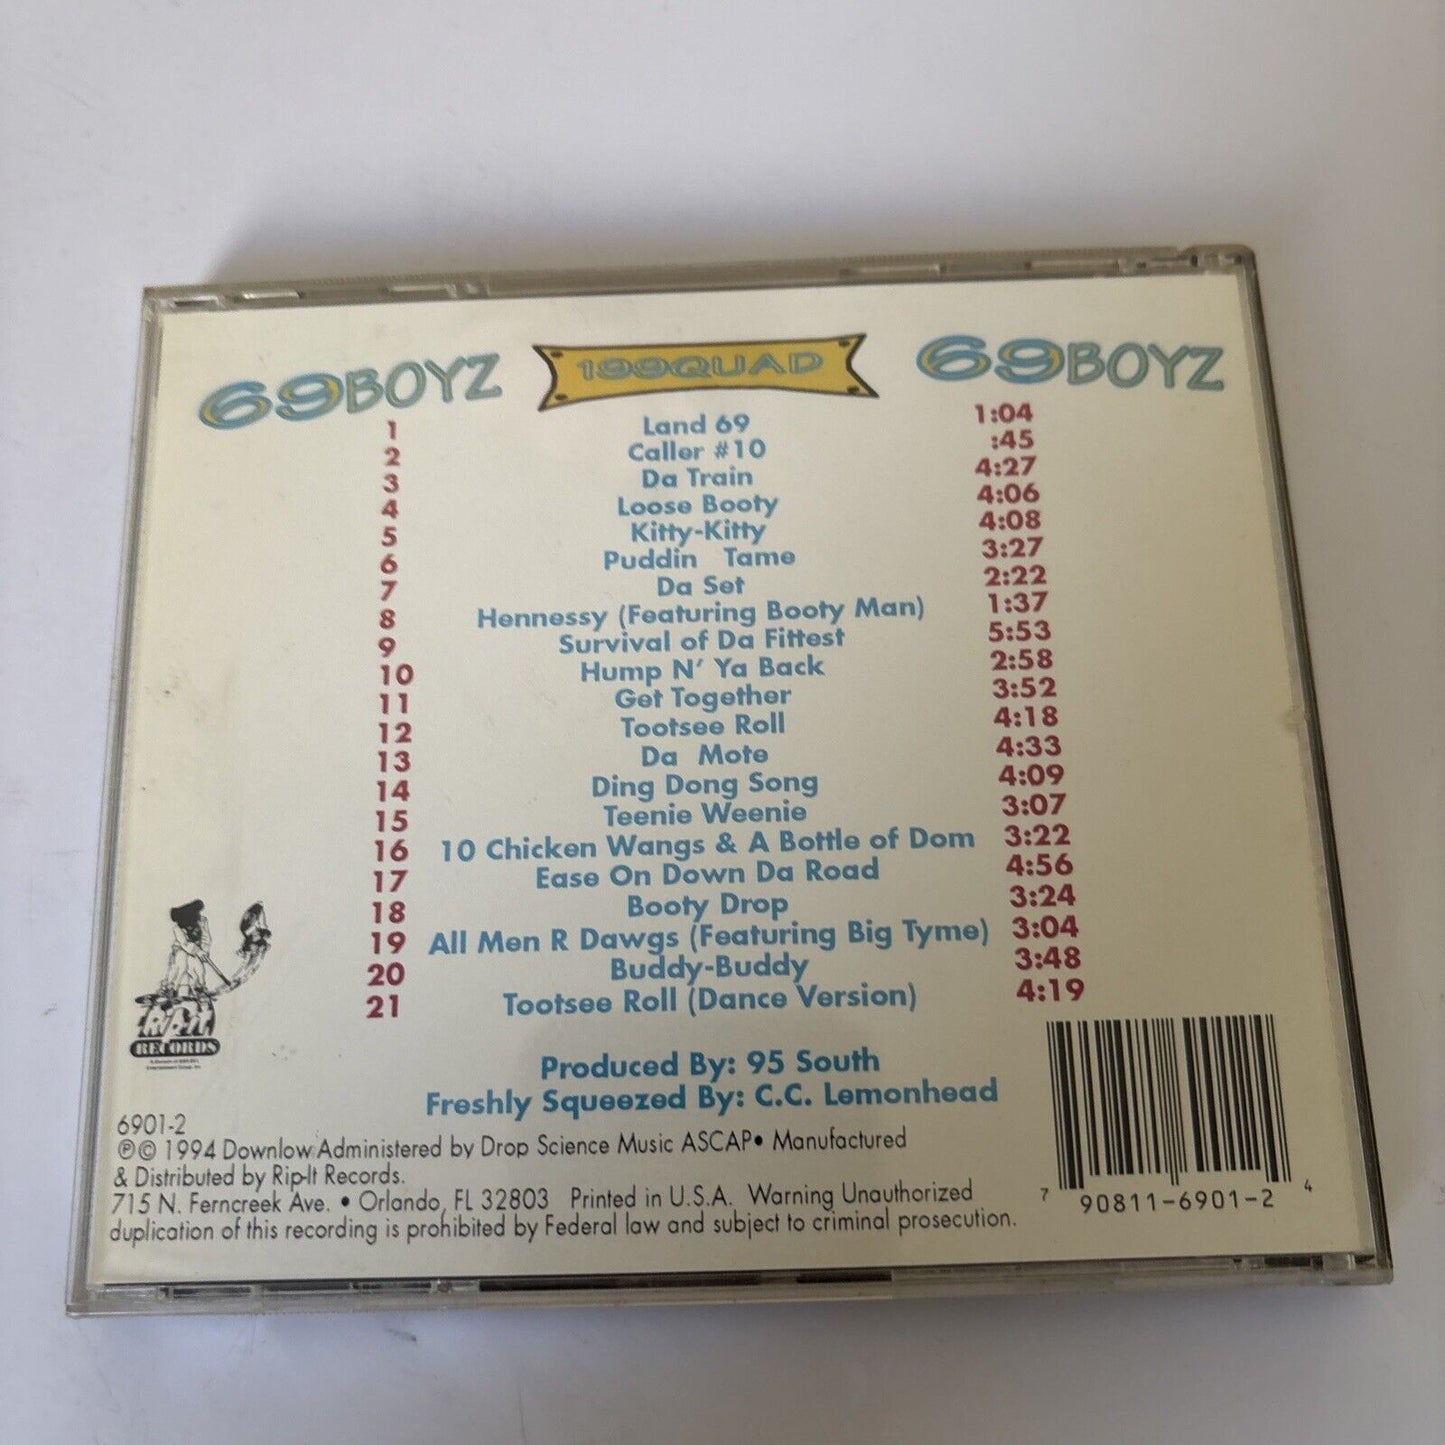 69BOYZ 199QUAD 69BOYZ
1 Land 69 1:04
2 Caller #10 :45
3 Da Train 4:27
4 Loose Booty 4:06
5 Kitty-Kitty 4:08
6 Puddin Tame 3:27
7 Da Set 2:22
8 Hennessy (Featuring Booty Man) 1:37
9 Survival of Da Fittest 5:53
10 Hump N' Ya Back 2:58
11 Get Together 3:52
12 Tootsee Roll 4:18
13 Da Mote 4:33
14 Ding Dong Song 4:09
15 Teenie Weenie 3:07
16 10 Chicken Wangs & A Bottle of Dom 3:22
17 Ease On Down Da Road 4:56
18 Booty Drop 3:24
19 All Men R Dawgs (Featuring Big Tyme) 3:04
20 Buddy-Buddy 3:48
21 Tootsee Roll (Dance Version) 4:19
Rip-It
RECORDS
Produced By: 95 South
Freshly Squeezed By: C.C. Lemonhead
6901-2
℗© 1994 Downlow Administered by Drop Science Music ASCAP• Manufactured
& Distributed by Rip-It Records.
715 N. Ferncreek Ave. • Orlando, FL 32803 Printed in U.S.A. Warning Unauthorized
duplication of this recording is prohibited by Federal law and subject to criminal prosecution.
7 90811-6901-2 4